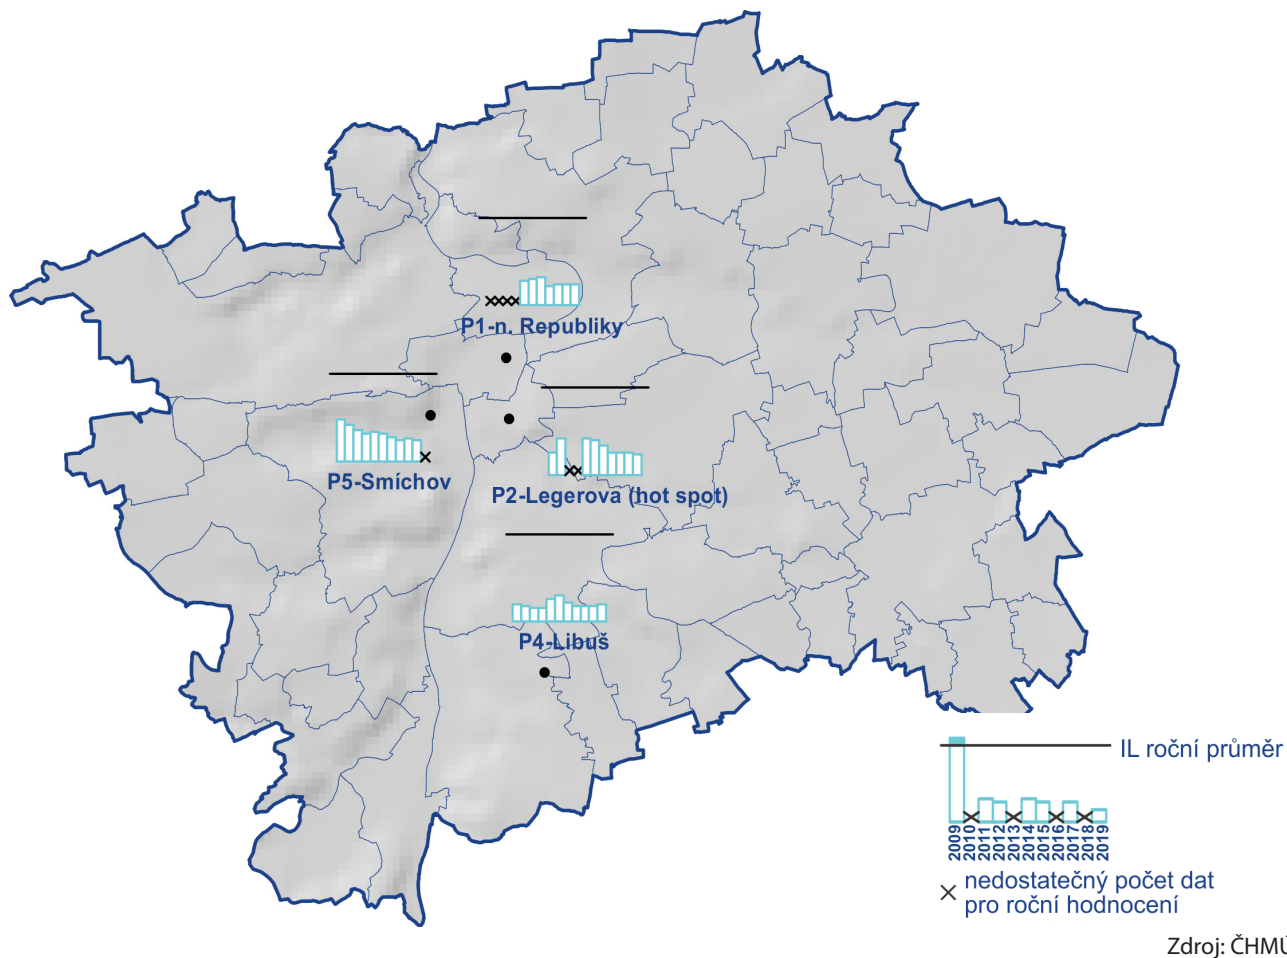 P1-n. Republiky
P5-Smíchov
P2-Legerova (hot spot)
P4-Libuš
IL roční průměr
2009
2010
2011
2012
2013
2014
2015
2016
2017
2018
2019
nedostatečný počet dat
pro roční hodnocení
Zdroj: ČHMÚ